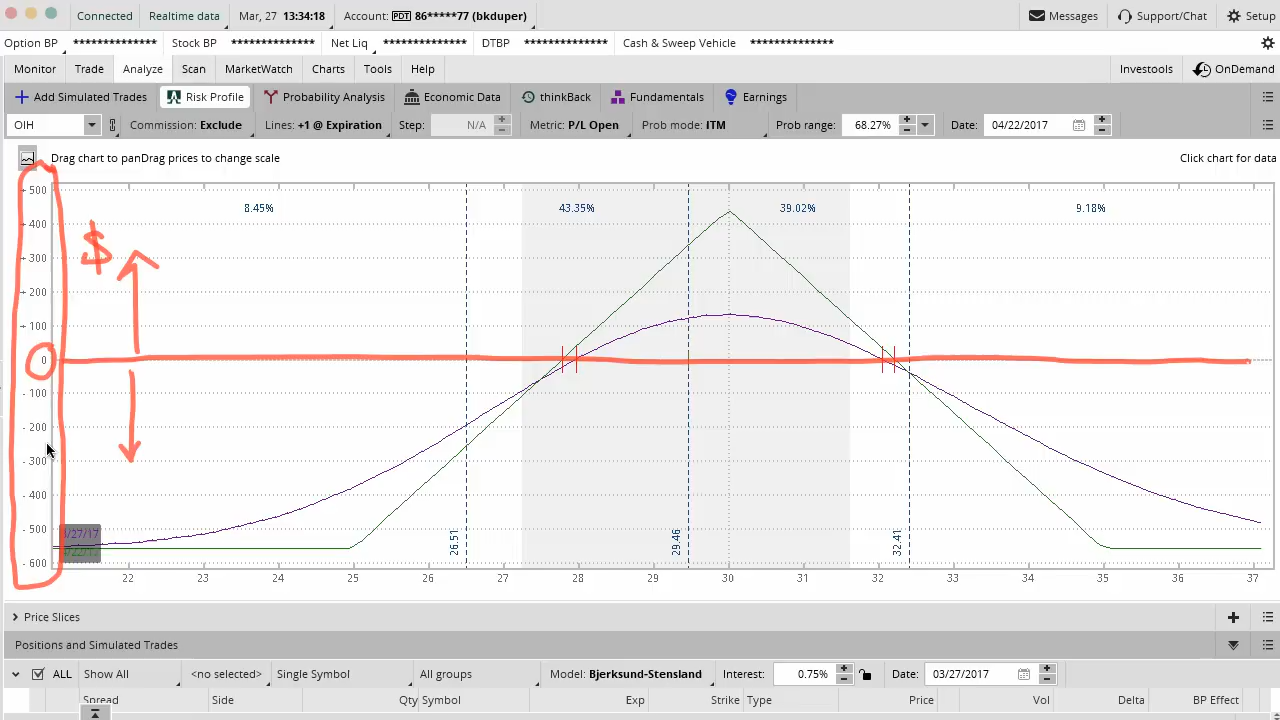 Connected Realtime data Mar, 27 13:34:18 Account: PDT 86*****77 (bkduper) Messages Support/Chat Setup
Option BP ************** Stock BP ************** Net Liq ************** DTBP ************** Cash & Sweep Vehicle **************
Monitor Trade Analyze Scan MarketWatch Charts Tools Help Investools OnDemand
Add Simulated Trades Risk Profile Probability Analysis Economic Data thinkBack Fundamentals Earnings
OIH Commission: Exclude Lines: +1 @ Expiration Step: N/A Metric: P/L Open Prob mode: ITM Prob range: 68.27% Date: 04/22/2017
Drag chart to panDrag prices to change scale Click chart for data
+ 500
8.45% 43.35% 39.02% 9.18%
+ 400
$
+ 300
+ 200
+ 100
0
- 100
- 200
- 300
- 400
- 500
26.51 29.46 32.41
- 600
22 23 24 25 26 27 28 29 30 31 32 33 34 35 36 37
Price Slices
Positions and Simulated Trades
ALL Show All <no selected> Single Symbol All groups Model: Bjerksund-Stensland Interest: 0.75% Date: 03/27/2017
Spread Side Qty Symbol Exp Strike Type Price Vol Delta BP Effect